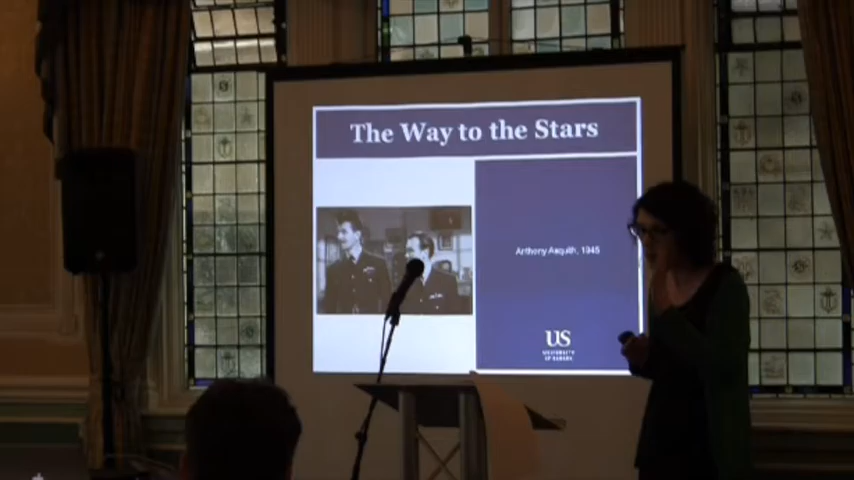 The Way to the Stars
Anthony Asquith, 1945
US
UNIVERSITY
OF SUSSEX